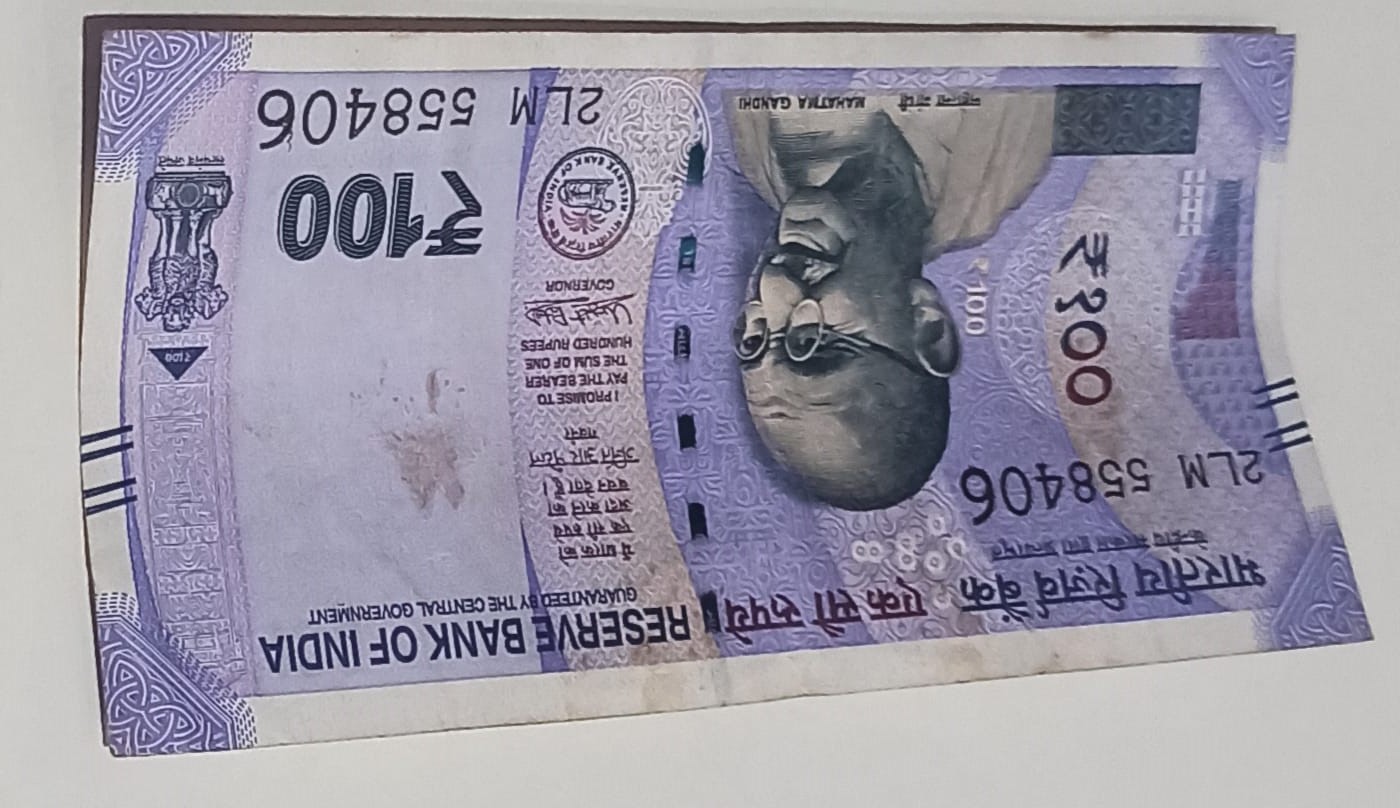 भारतीय रिज़र्व बैंक
केन्द्रीय सरकार द्वारा प्रत्याभूत
एक सौ रुपये
RESERVE BANK OF INDIA
GUARANTEED BY THE CENTRAL GOVERNMENT
2LM 558406
₹१००
₹100
मैं धारक को
एक सौ रुपये
अदा करने का
वचन देता हूँ।
उर्जित आर पटेल
गवर्नर
I PROMISE TO
PAY THE BEARER
THE SUM OF ONE
HUNDRED RUPEES
GOVERNOR
भारतीय रिज़र्व बैंक
RESERVE BANK OF INDIA
₹100
₹100
सत्यमेव जयते
महात्मा गांधी
MAHATMA GANDHI
2LM 558406